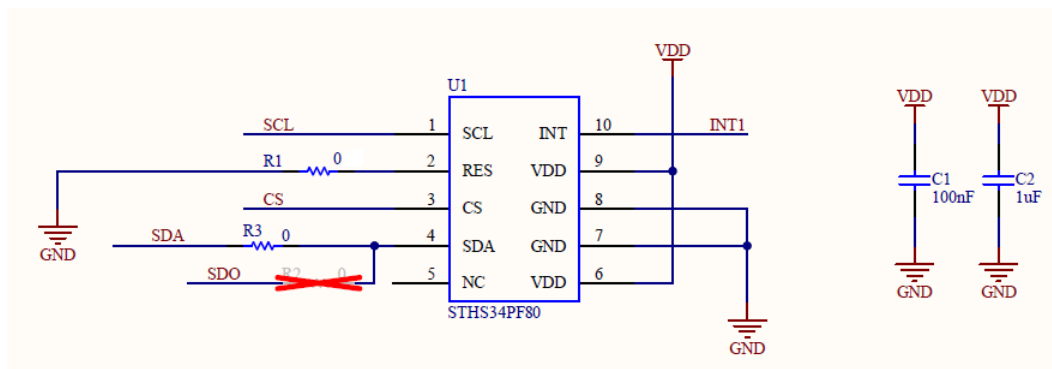 VDD
U1
SCL 1 SCL INT 10 INT1
R1 0 2 RES VDD 9
CS 3 CS GND 8
SDA R3 0 4 SDA GND 7
SDO R2 0 5 NC VDD 6
STHS34PF80
GND
GND
VDD VDD
C1 C2
100nF 1uF
GND GND